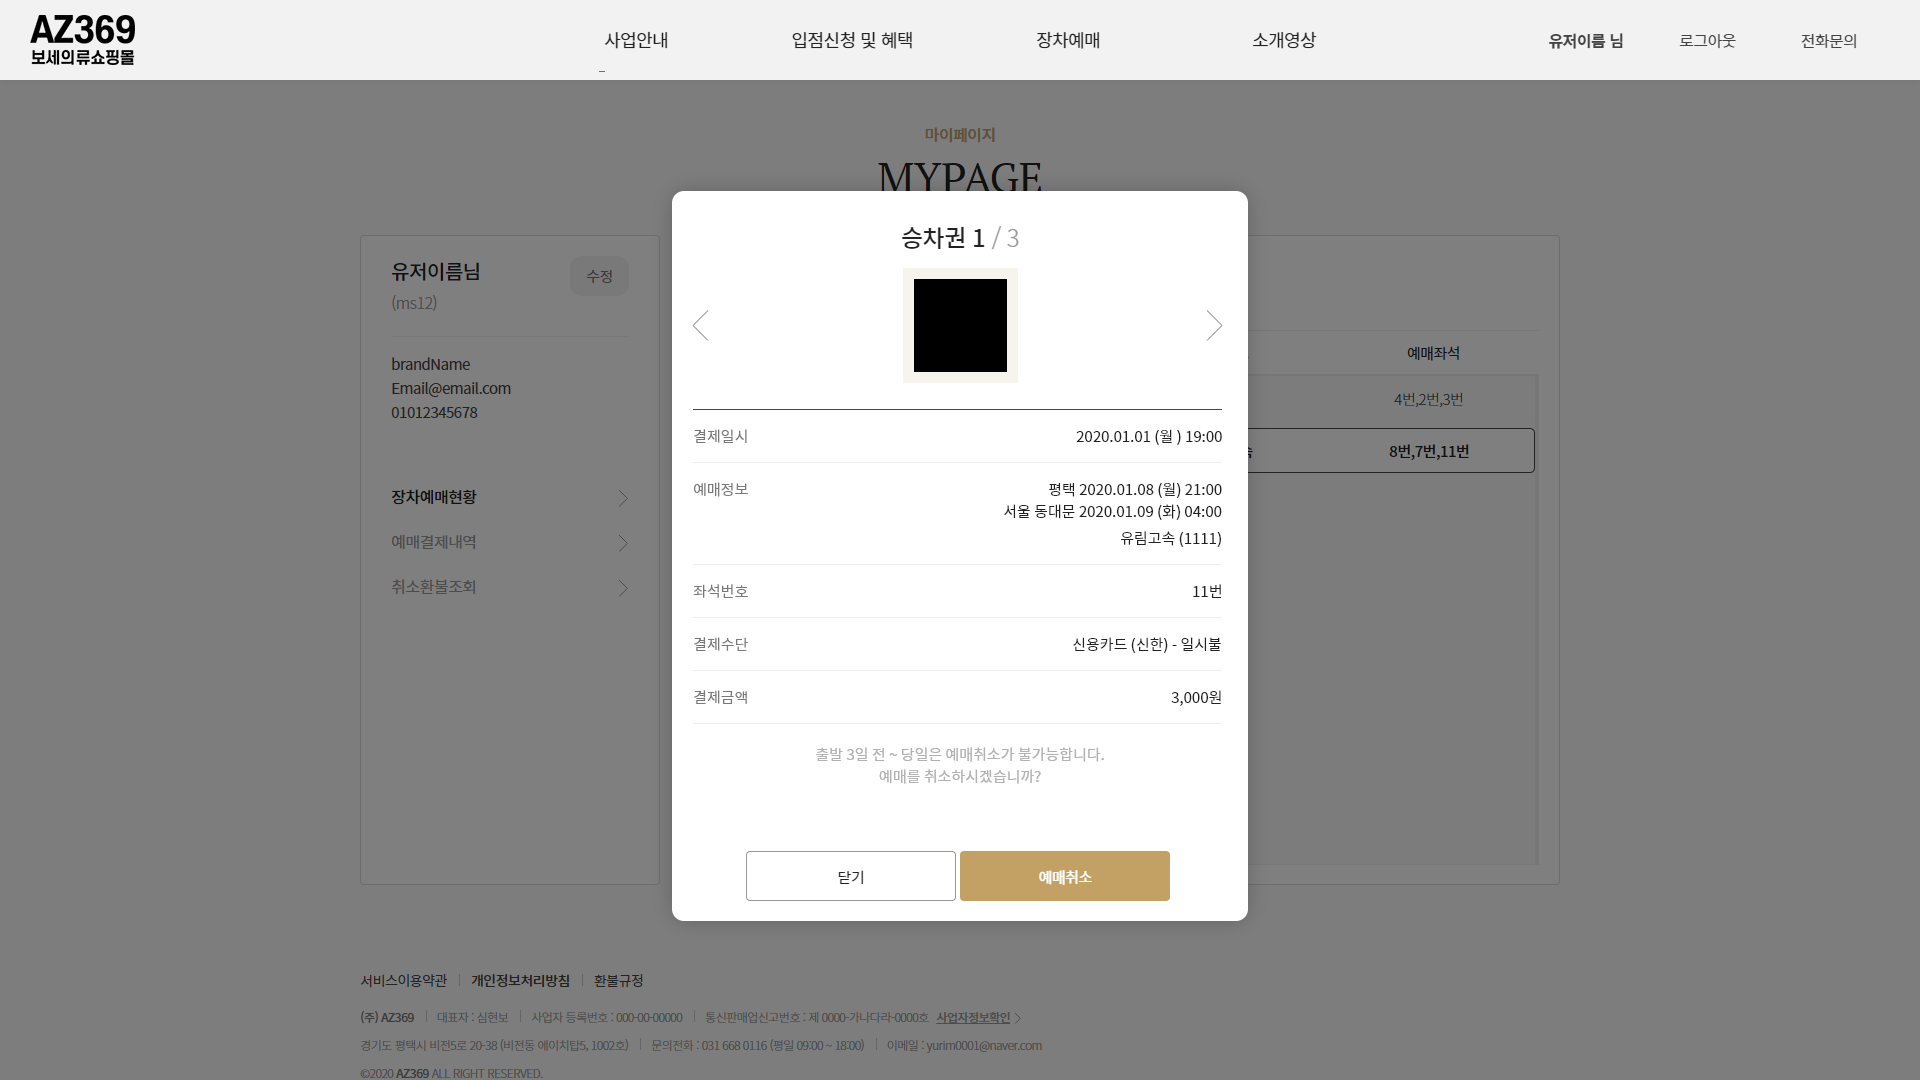 AZ369
보세의류쇼핑몰
사업안내
입점신청 및 혜택
장차예매
소개영상
유저이름 님
로그아웃
전화문의
마이페이지
MYPAGE
유저이름님
수정
(ms12)
brandName
Email@email.com
01012345678
장차예매현황
예매결제내역
취소환불조회
승차권 1 / 3
결제일시 2020.01.01 (월 ) 19:00
예매정보 평택 2020.01.08 (월) 21:00
서울 동대문 2020.01.09 (화) 04:00
유림고속 (1111)
좌석번호 11번
결제수단 신용카드 (신한) - 일시불
결제금액 3,000원
출발 3일 전 ~ 당일은 예매취소가 불가능합니다.
예매를 취소하시겠습니까?
닫기
예매취소
예매좌석
4번,2번,3번
8번,7번,11번
서비스이용약관 개인정보처리방침 환불규정
(주) AZ369 대표자 : 심현보 사업자 등록번호 : 000-00-00000 통신판매업신고번호 : 제 0000-가나다라-0000호 사업자정보확인
경기도 평택시 비전5로 20-38 (비전동 에이치탑5, 1002호) 문의전화 : 031 668 0116 (평일 09:00 ~ 18:00) 이메일 : yurim0001@naver.com
©2020 AZ369 ALL RIGHT RESERVED.